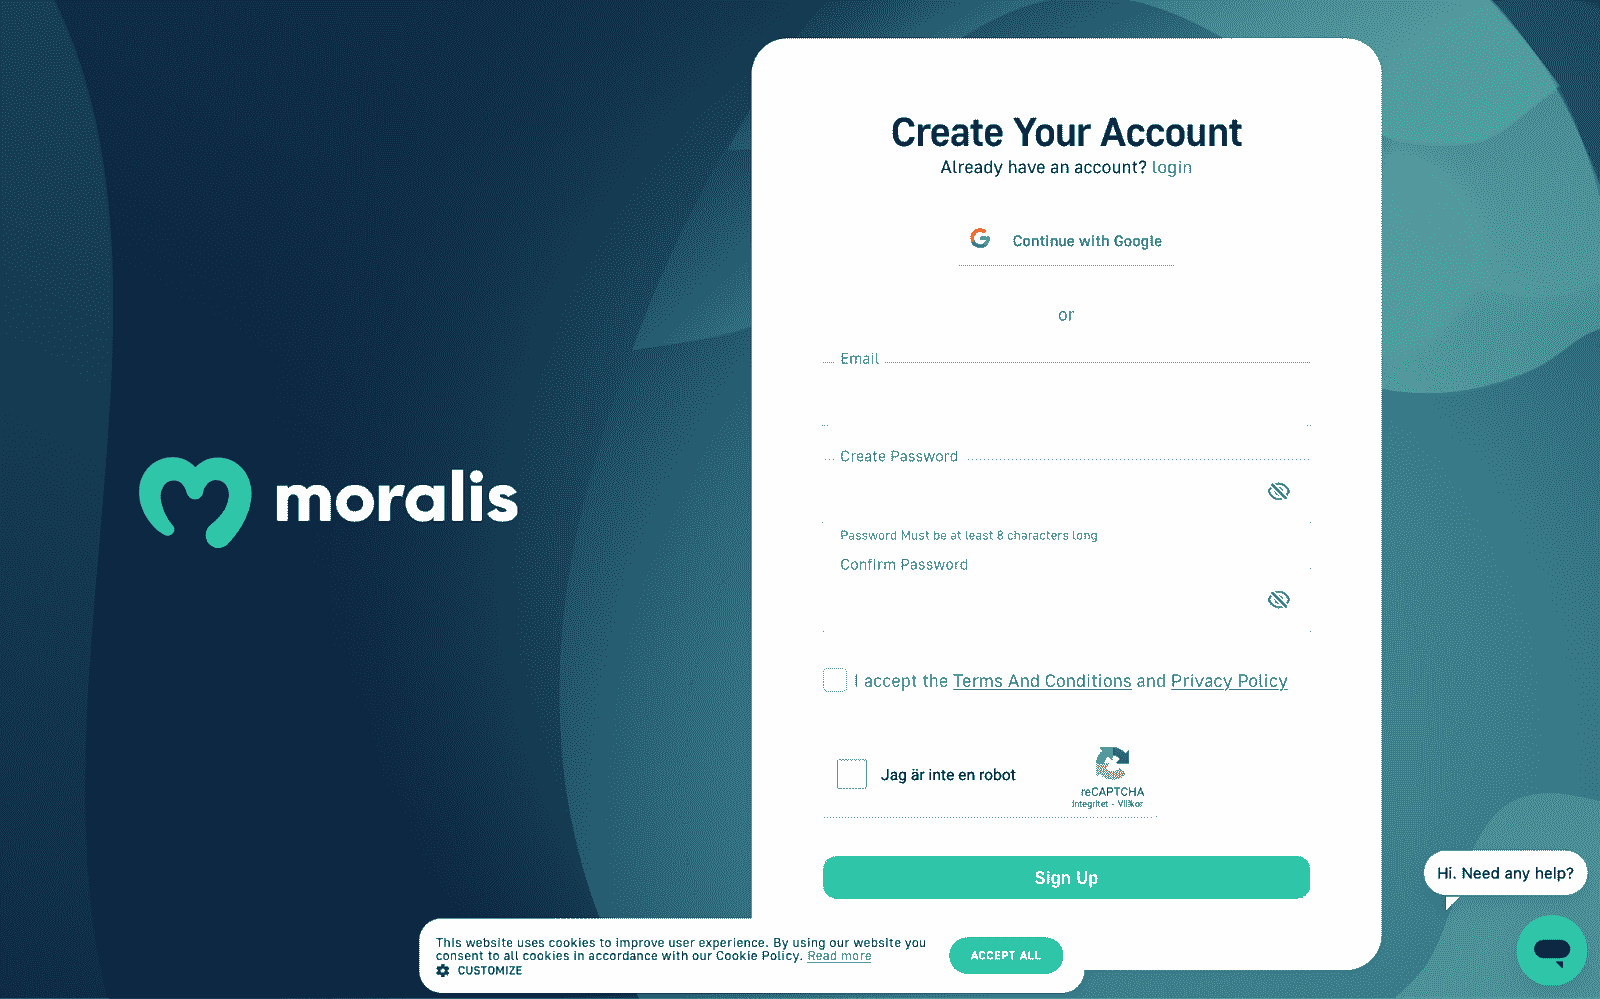 Create Your Account
Already have an account? login
Continue with Google
or
Email
moralis
Create Password
Password Must be at least 8 characters long
Confirm Password
I accept the Terms And Conditions and Privacy Policy
Jag är inte en robot
reCAPTCHA
Integritet - Villkor
Sign Up
Hi. Need any help?
This website uses cookies to improve user experience. By using our website you
consent to all cookies in accordance with our Cookie Policy. Read more
CUSTOMIZE
ACCEPT ALL